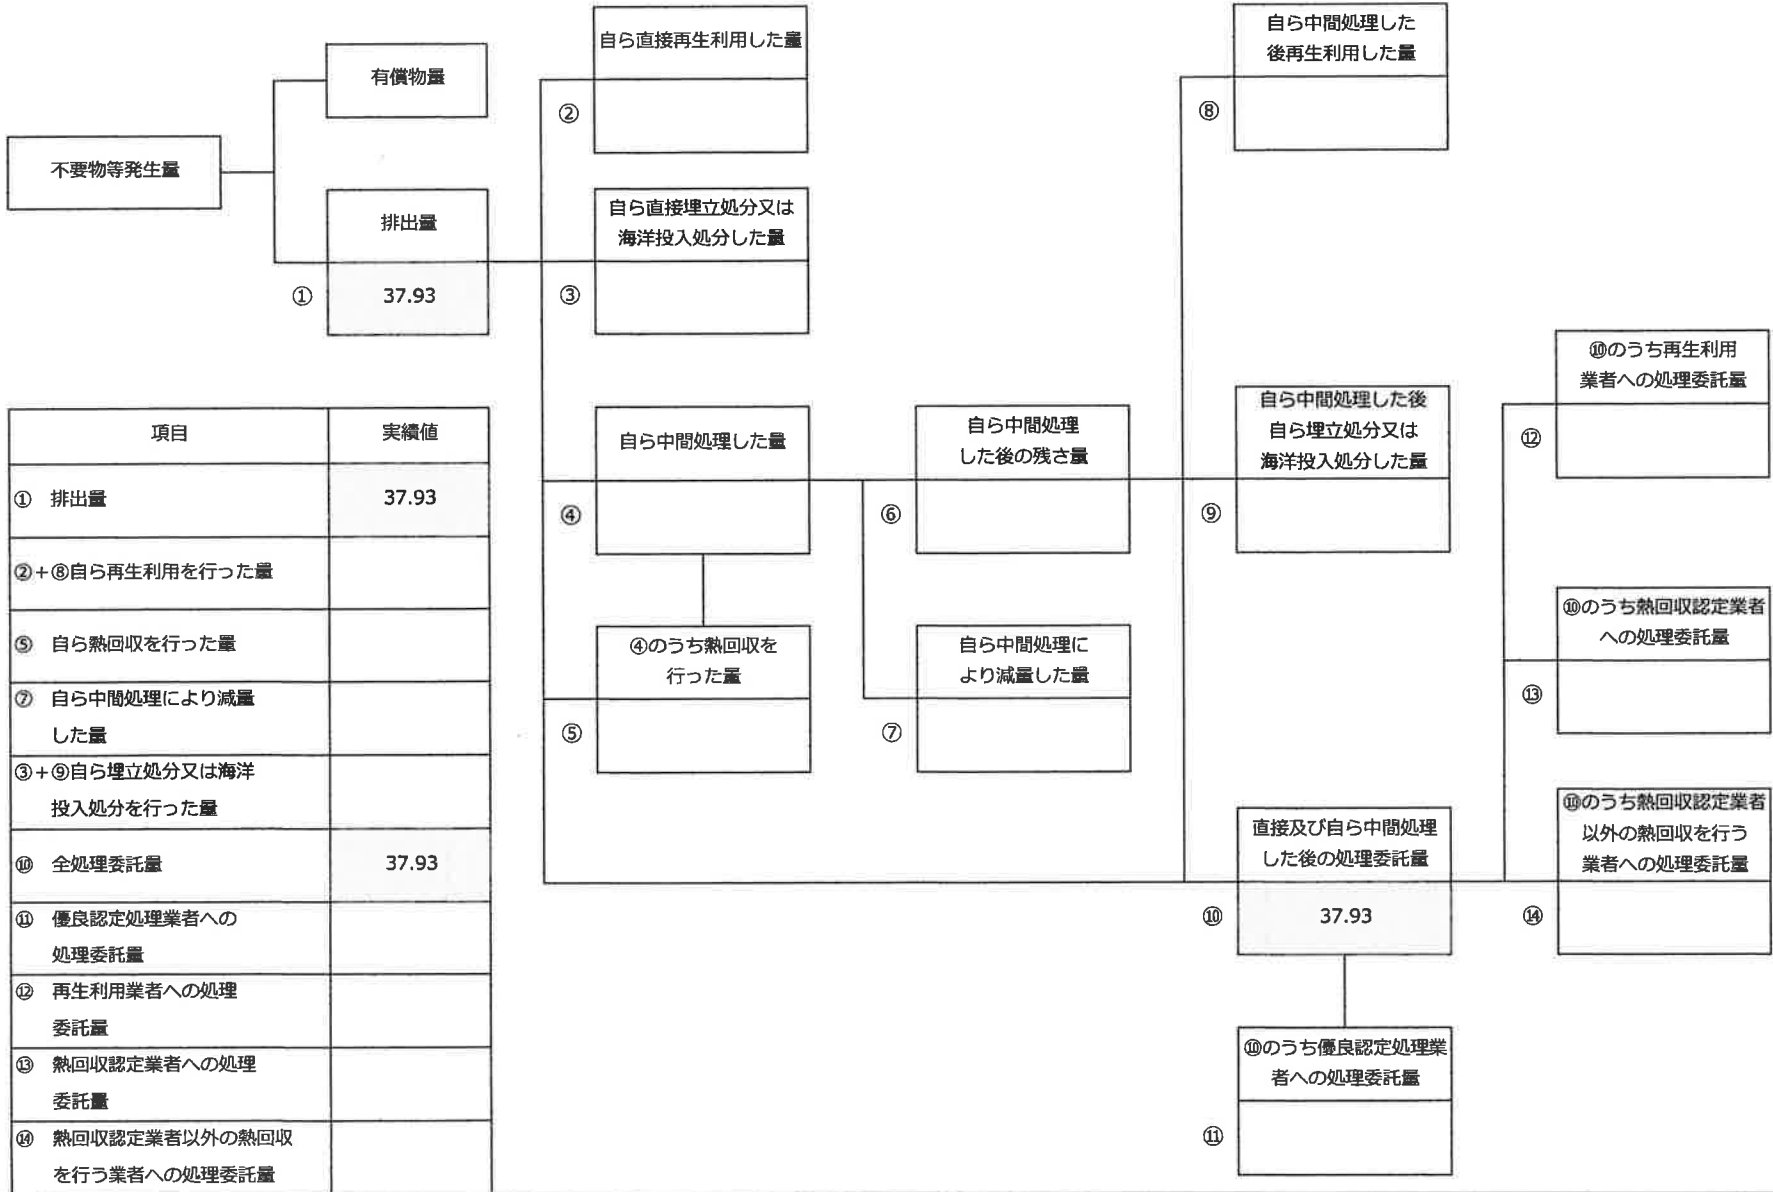 不要物等発生量
有償物量
排出量
① 37.93
自ら直接再生利用した量
②
自ら直接埋立処分又は
海洋投入処分した量
③
自ら中間処理した量
④
④のうち熱回収を
行った量
⑤
自ら中間処理
した後の残さ量
⑥
自ら中間処理に
より減量した量
⑦
自ら中間処理した
後再生利用した量
⑧
自ら中間処理した後
自ら埋立処分又は
海洋投入処分した量
⑨
直接及び自ら中間処理
した後の処理委託量
⑩ 37.93
⑩のうち優良認定処理業
者への処理委託量
⑪
⑩のうち再生利用
業者への処理委託量
⑫
⑩のうち熱回収認定業者
への処理委託量
⑬
⑩のうち熱回収認定業者
以外の熱回収を行う
業者への処理委託量
⑭
項目 実績値
① 排出量 37.93
②+⑧自ら再生利用を行った量
⑤ 自ら熱回収を行った量
⑦ 自ら中間処理により減量
した量
③+⑨自ら埋立処分又は海洋
投入処分を行った量
⑩ 全処理委託量 37.93
⑪ 優良認定処理業者への
処理委託量
⑫ 再生利用業者への処理
委託量
⑬ 熱回収認定業者への処理
委託量
⑭ 熱回収認定業者以外の熱回収
を行う業者への処理委託量